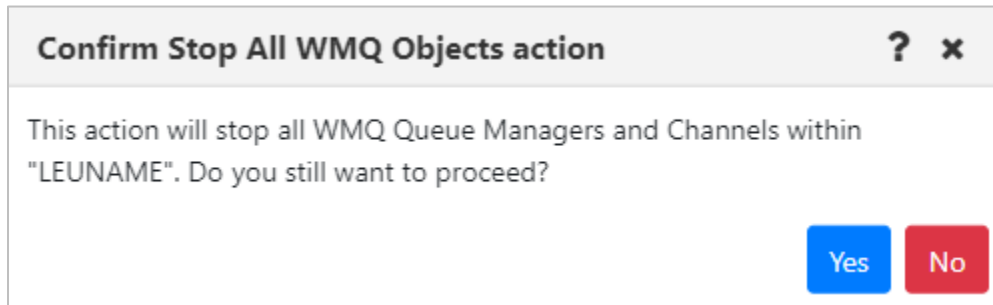 Confirm Stop All WMQ Objects action ? ×
This action will stop all WMQ Queue Managers and Channels within
"LEUNAME". Do you still want to proceed?
Yes No